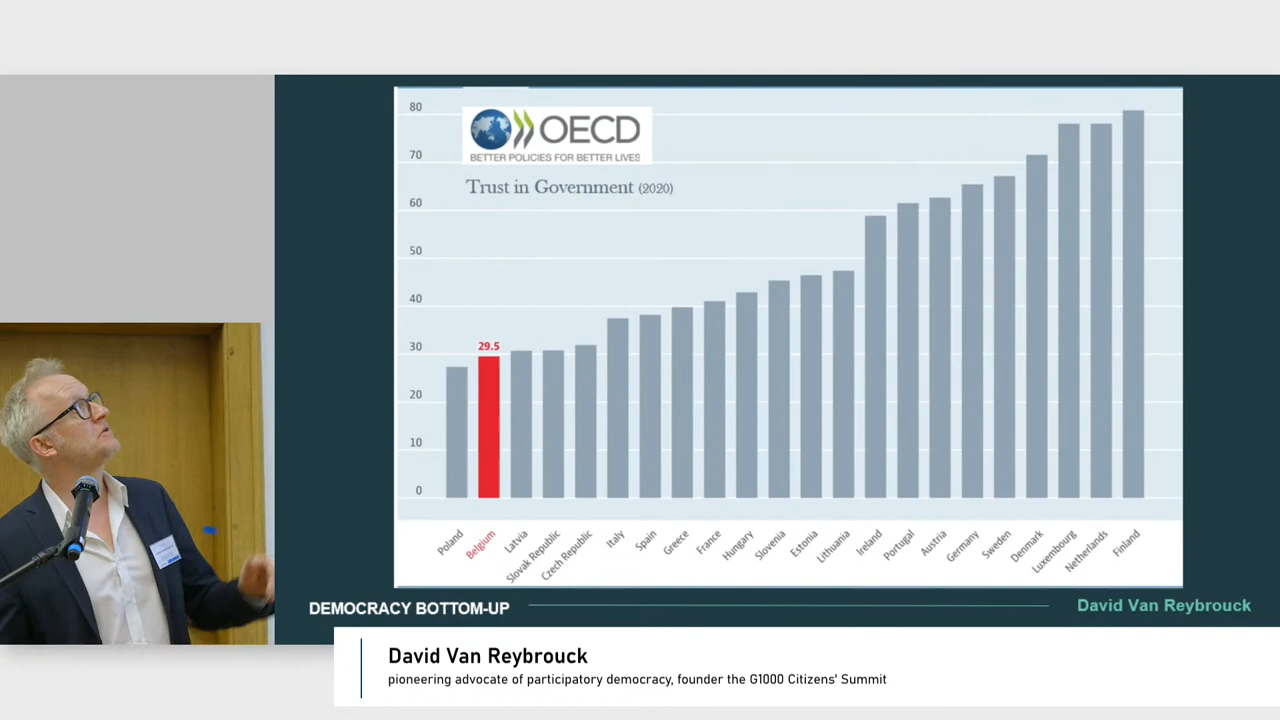 80
70
60
50
40
30
20
10
0
OECD
BETTER POLICIES FOR BETTER LIVES
Trust in Government (2020)
29.5
Poland
Belgium
Latvia
Slovak Republic
Czech Republic
Italy
Spain
Greece
France
Hungary
Slovenia
Estonia
Lithuania
Ireland
Portugal
Austria
Germany
Sweden
Denmark
Luxembourg
Netherlands
Finland
DEMOCRACY BOTTOM-UP
David Van Reybrouck
David Van Reybrouck
pioneering advocate of participatory democracy, founder the G1000 Citizens' Summit